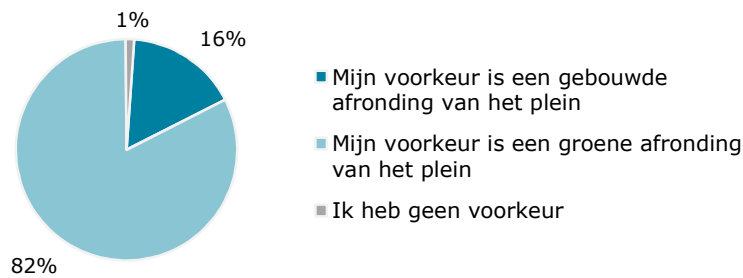 1%
16%
Mijn voorkeur is een gebouwde
afronding van het plein
Mijn voorkeur is een groene afronding
van het plein
Ik heb geen voorkeur
82%